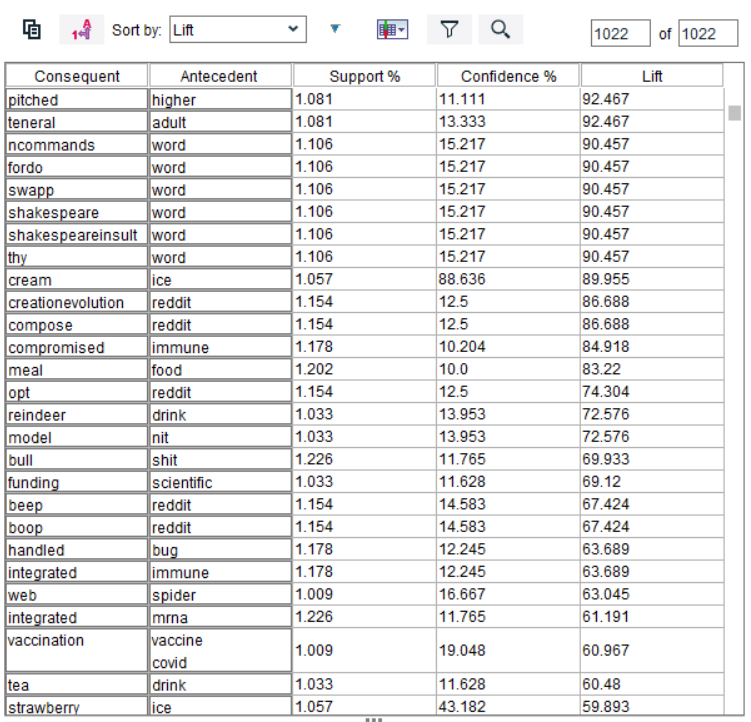 Sort by: Lift 1022 of 1022
Consequent Antecedent Support % Confidence % Lift
pitched higher 1.081 11.111 92.467
teneral adult 1.081 13.333 92.467
ncommands word 1.106 15.217 90.457
fordo word 1.106 15.217 90.457
swapp word 1.106 15.217 90.457
shakespeare word 1.106 15.217 90.457
shakespeareinsult word 1.106 15.217 90.457
thy word 1.106 15.217 90.457
cream ice 1.057 88.636 89.955
creationevolution reddit 1.154 12.5 86.688
compose reddit 1.154 12.5 86.688
compromised immune 1.178 10.204 84.918
meal food 1.202 10.0 83.22
opt reddit 1.154 12.5 74.304
reindeer drink 1.033 13.953 72.576
model nit 1.033 13.953 72.576
bull shit 1.226 11.765 69.933
funding scientific 1.033 11.628 69.12
beep reddit 1.154 14.583 67.424
boop reddit 1.154 14.583 67.424
handled bug 1.178 12.245 63.689
integrated immune 1.178 12.245 63.689
web spider 1.009 16.667 63.045
integrated mrna 1.226 11.765 61.191
vaccination vaccine
covid 1.009 19.048 60.967
tea drink 1.033 11.628 60.48
strawberry ice 1.057 43.182 59.893